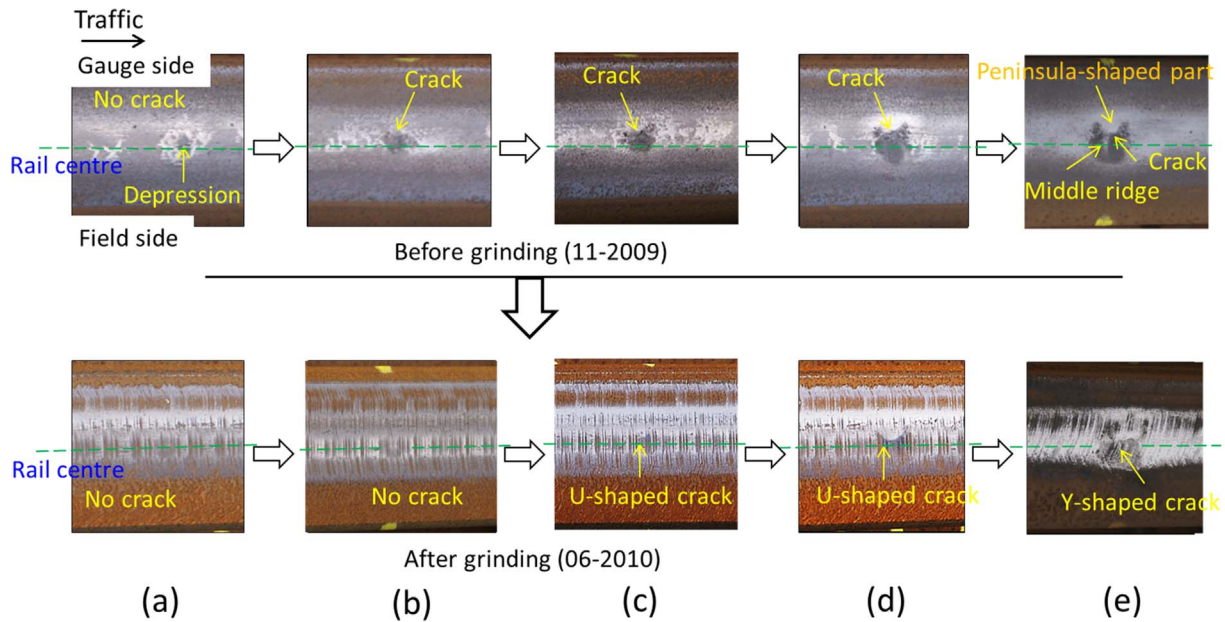 Traffic
Gauge side
No crack
Crack
Crack
Crack
Peninsula-shaped part
Rail centre
Depression
Crack
Middle ridge
Field side
Before grinding (11-2009)
Rail centre
No crack
No crack
U-shaped crack
U-shaped crack
Y-shaped crack
After grinding (06-2010)
(a)
(b)
(c)
(d)
(e)